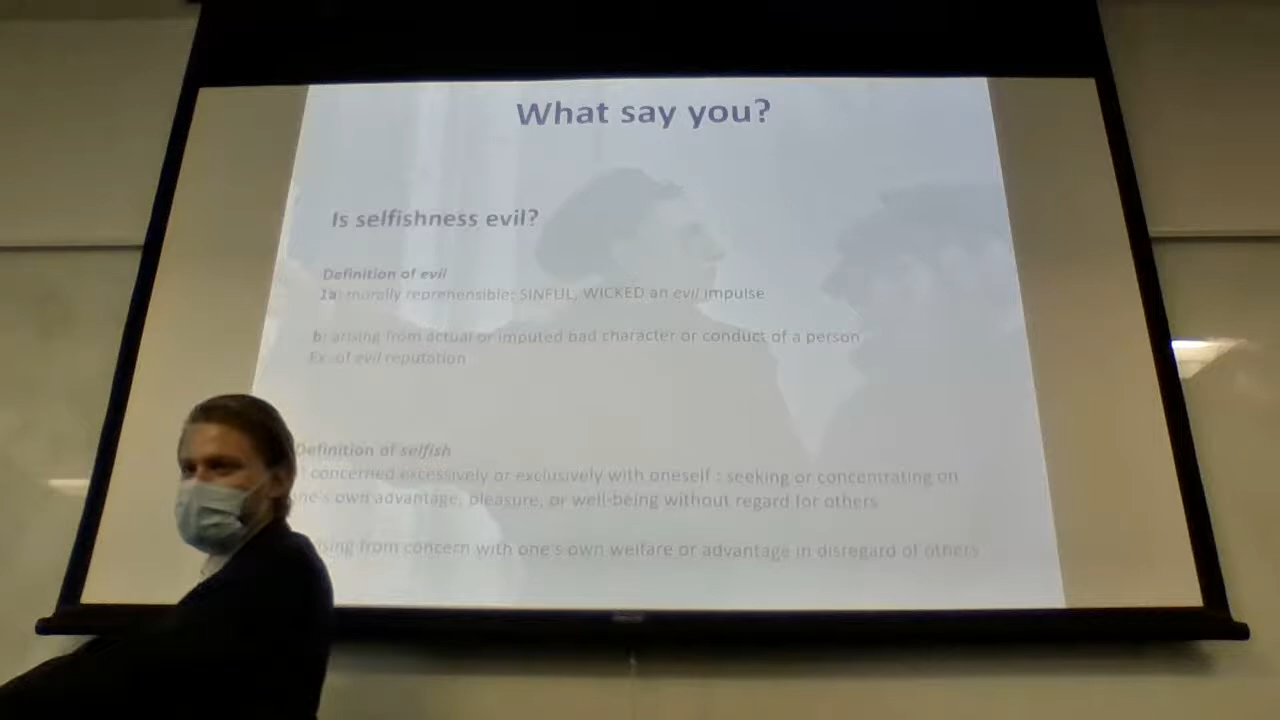 What say you?
Is selfishness evil?
Definition of evil
1a: morally reprehensible: SINFUL, WICKED an evil impulse
b: arising from actual or imputed bad character or conduct of a person
Ex. of evil reputation
Definition of selfish
concerned excessively or exclusively with oneself : seeking or concentrating on
one's own advantage, pleasure, or well-being without regard for others
from concern with one's own welfare or advantage in disregard of others